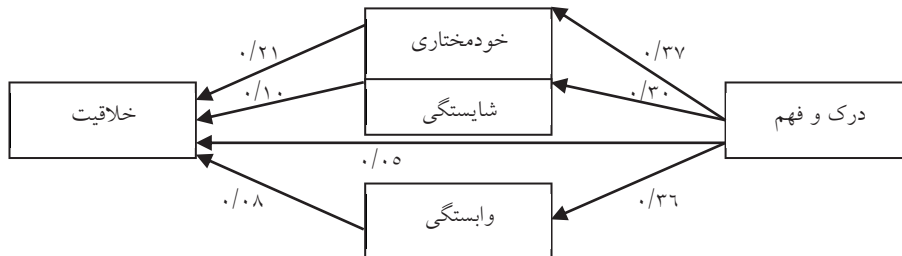 خودمختاری
۰/۳۷
۰/۲۱
۰/۳۰
۰/۱۰
درک و فهم
شایستگی
خلاقیت
۰/۰۵
۰/۳۶
وابستگی
۰/۰۸